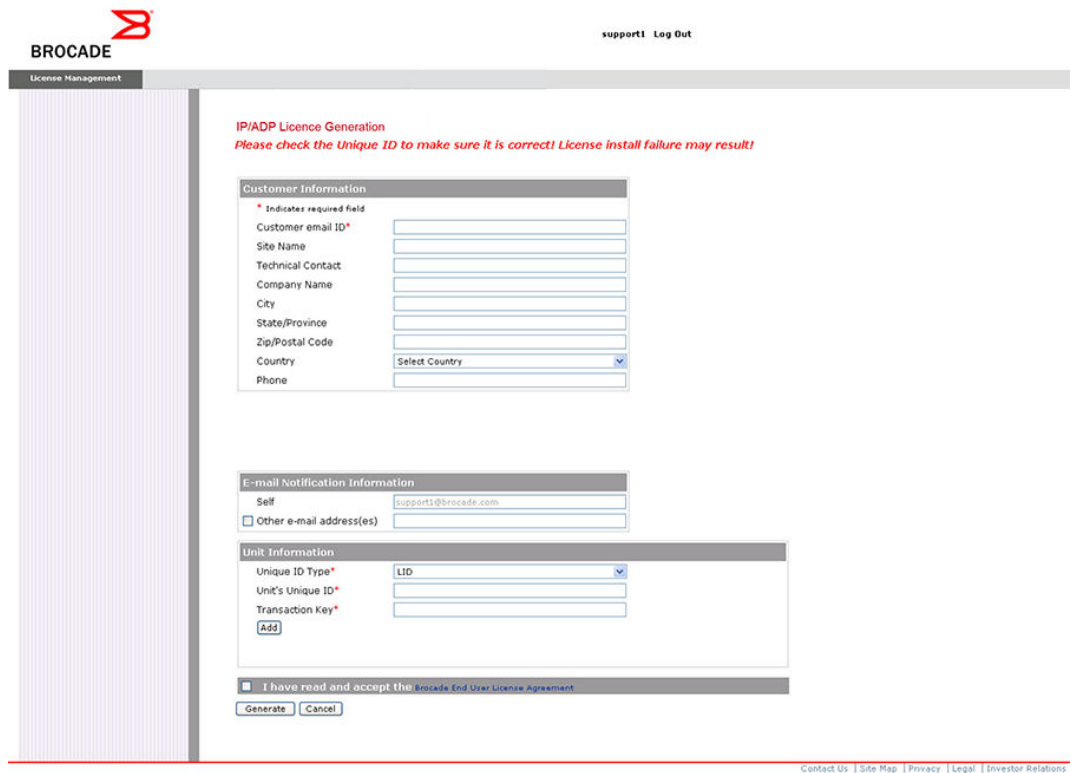 BROCADE
support1 Log Out
License Management
IP/ADP Licence Generation
Please check the Unique ID to make sure it is correct! License install failure may result!
Customer Information
* Indicates required field
Customer email ID*
Site Name
Technical Contact
Company Name
City
State/Province
Zip/Postal Code
Country Select Country
Phone
E-mail Notification Information
Self support1@brocade.com
Other e-mail address(es)
Unit Information
Unique ID Type* LID
Unit's Unique ID*
Transaction Key*
Add
I have read and accept the Brocade End User License Agreement
Generate Cancel
Contact Us | Site Map | Privacy | Legal | Investor Relations